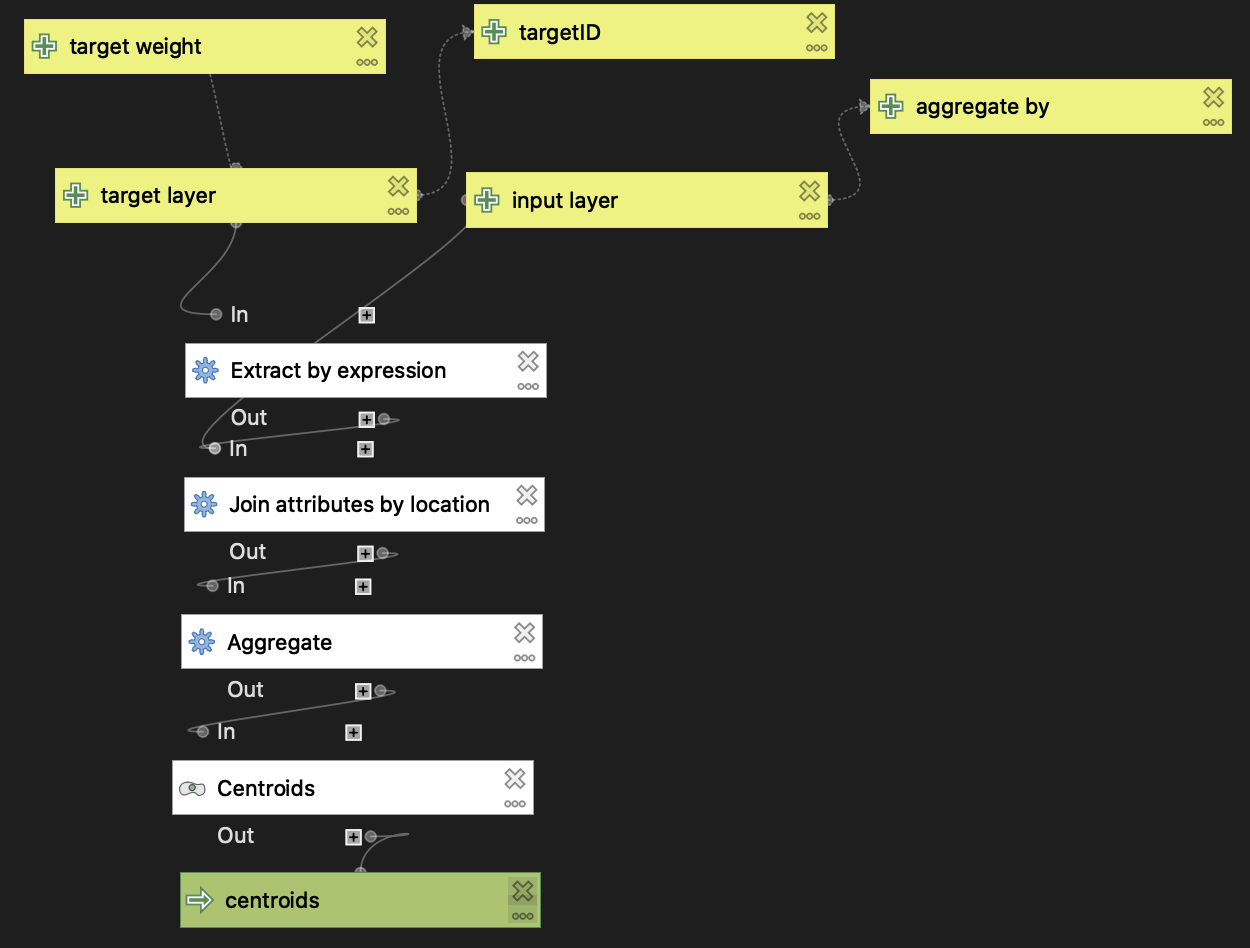 target weight
targetID
aggregate by
target layer
input layer
In
Extract by expression
Out
In
Join attributes by location
Out
In
Aggregate
Out
In
Centroids
Out
centroids